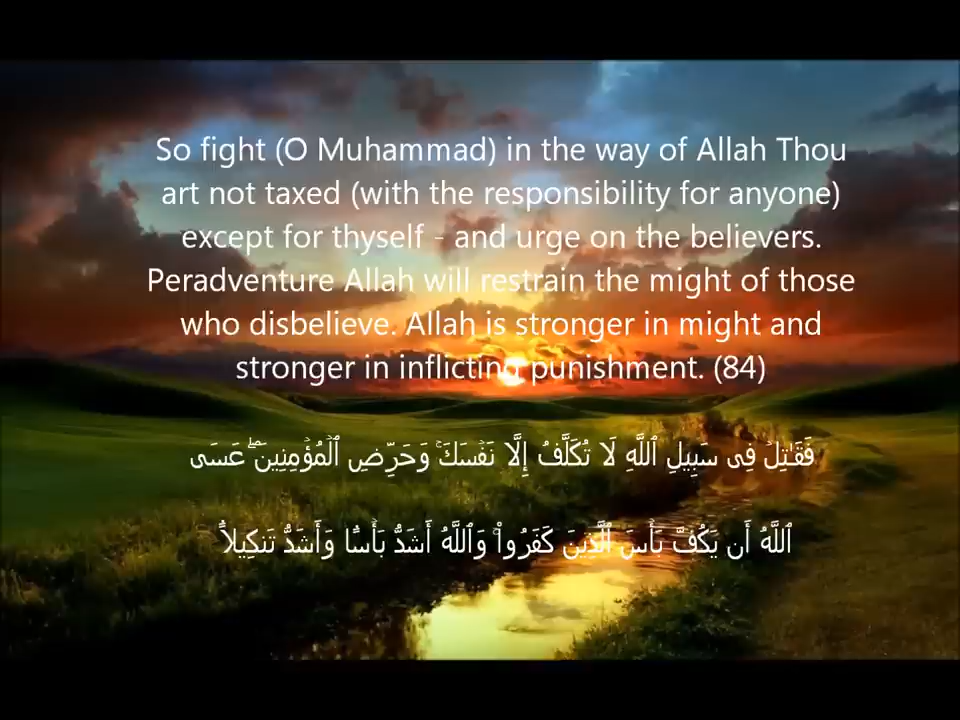 So fight (O Muhammad) in the way of Allah Thou
art not taxed (with the responsibility for anyone)
except for thyself - and urge on the believers.
Peradventure Allah will restrain the might of those
who disbelieve. Allah is stronger in might and
stronger in inflicting punishment. (84)
فَقَـٰتِلْ فِى سَبِيلِ ٱللَّهِ لَا تُكَلَّفُ إِلَّا نَفْسَكَ ۚ وَحَرِّضِ ٱلْمُؤْمِنِينَ ۖ عَسَى
ٱللَّهُ أَن يَكُفَّ بَأْسَ ٱلَّذِينَ كَفَرُوا۟ ۚ وَٱللَّهُ أَشَدُّ بَأْسًا وَأَشَدُّ تَنكِيلاً